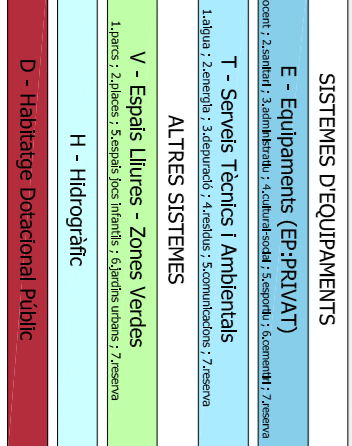 SISTEMES D'EQUIPAMENTS
E - Equipaments (EP:PRIVAT)
ocent ; 2.sanitari ; 3.administratiu ; 4.cultural-social ; 5.esportiu ; 6.cementiri ; 7.reserva
T - Serveis Tècnics i Ambientals
1.aigua ; 2.energia ; 3.depuració ; 4.residus ; 5.comunicacions ; 7.reserva
ALTRES SISTEMES
V - Espais Lliures - Zones Verdes
1.parcs ; 2.places ; 5.espais jocs infantils ; 6.jardins urbans ; 7.reserva
H - Hidrogràfic
D - Habitatge Dotacional Públic